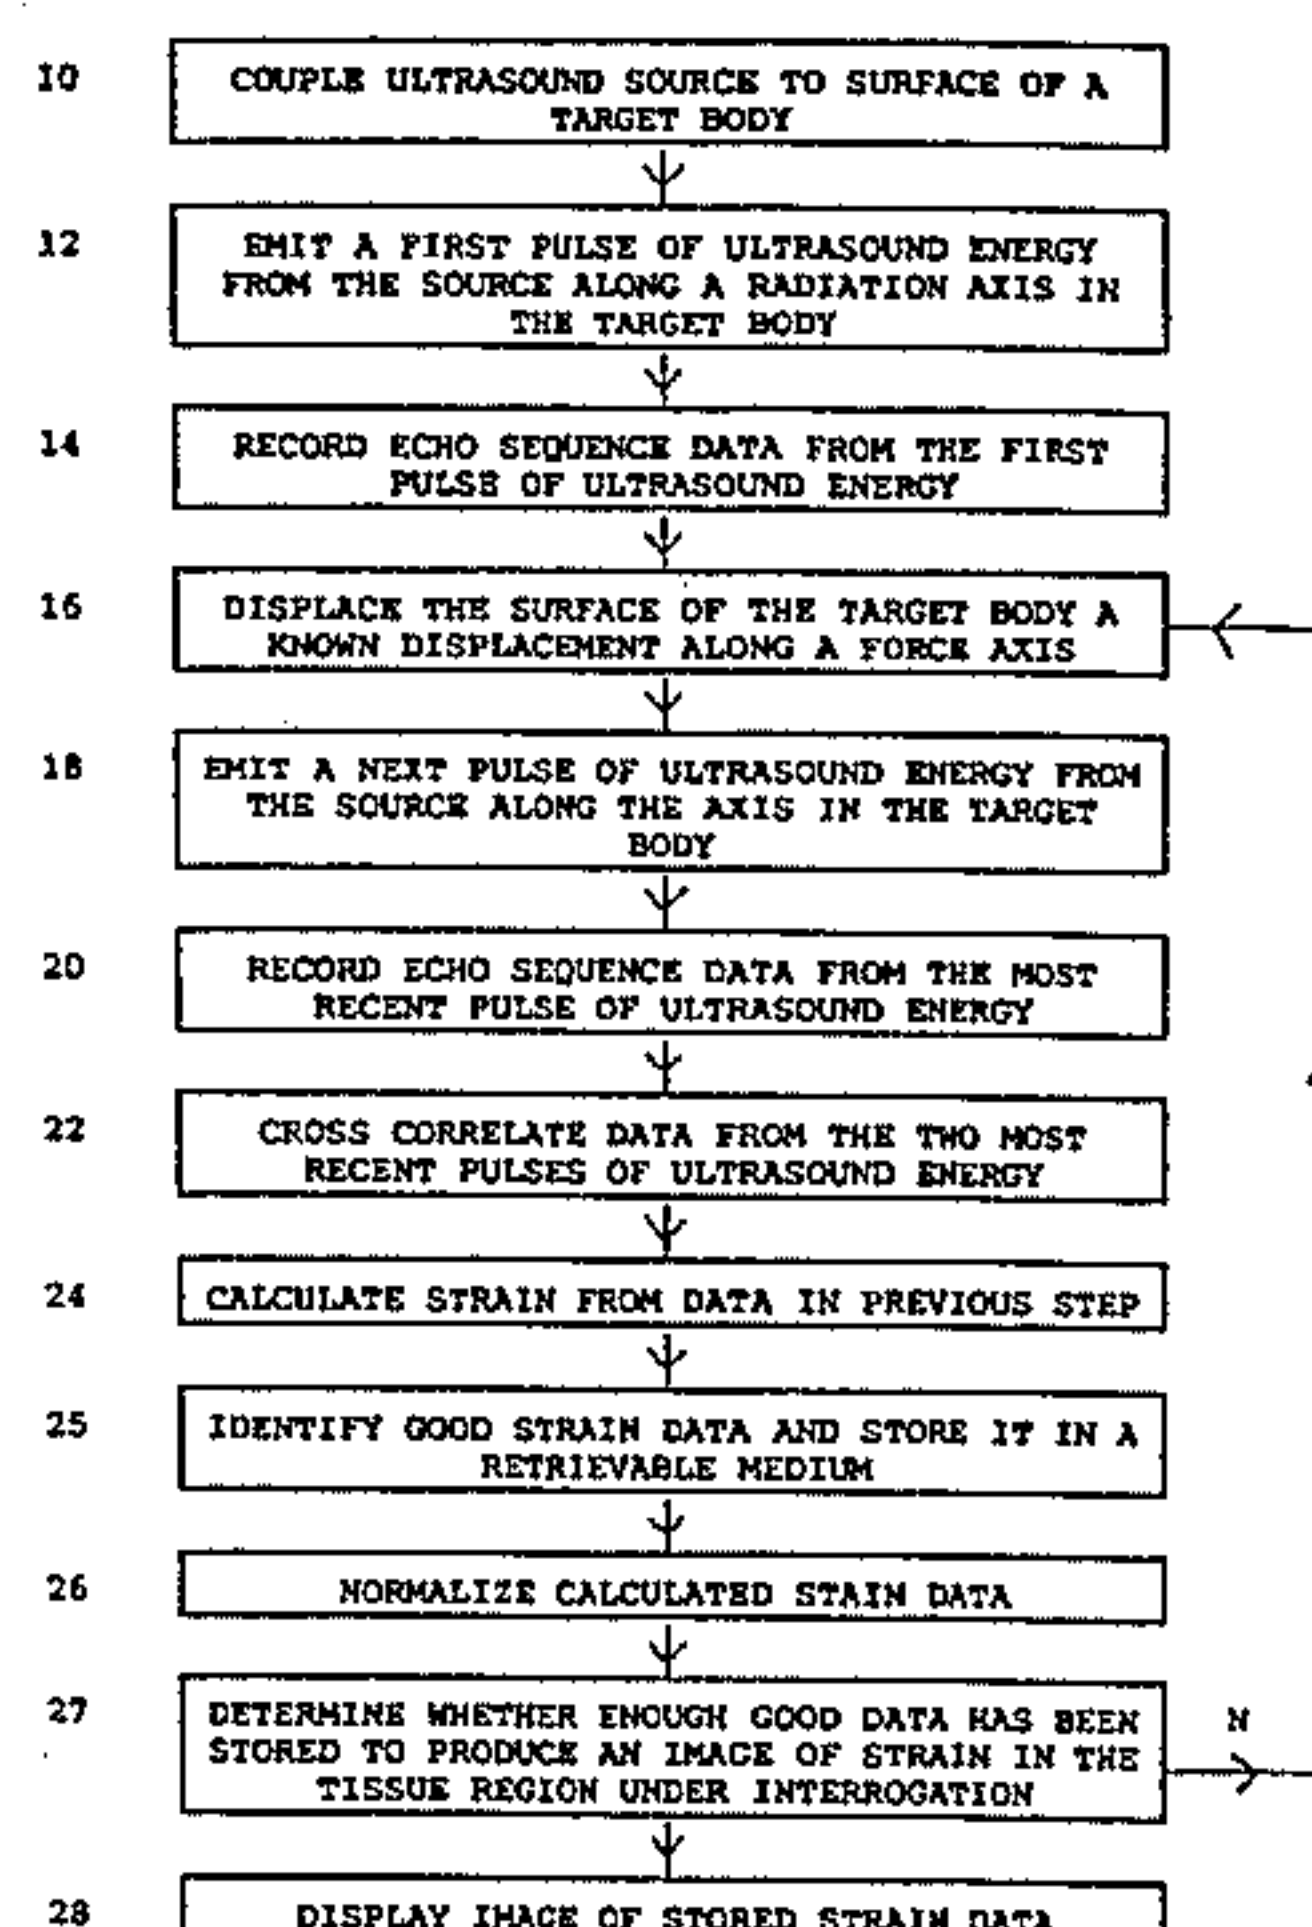 10
COUPLE ULTRASOUND SOURCE TO SURFACE OF A
TARGET BODY
12
EMIT A FIRST PULSE OF ULTRASOUND ENERGY
FROM THE SOURCE ALONG A RADIATION AXIS IN
THE TARGET BODY
14
RECORD ECHO SEQUENCE DATA FROM THE FIRST
PULSE OF ULTRASOUND ENERGY
16
DISPLACE THE SURFACE OF THE TARGET BODY A
KNOWN DISPLACEMENT ALONG A FORCE AXIS
18
EMIT A NEXT PULSE OF ULTRASOUND ENERGY FROM
THE SOURCE ALONG THE AXIS IN THE TARGET
BODY
20
RECORD ECHO SEQUENCE DATA FROM THE MOST
RECENT PULSE OF ULTRASOUND ENERGY
22
CROSS CORRELATE DATA FROM THE TWO MOST
RECENT PULSES OF ULTRASOUND ENERGY
24
CALCULATE STRAIN FROM DATA IN PREVIOUS STEP
25
IDENTIFY GOOD STRAIN DATA AND STORE IT IN A
RETRIEVABLE MEDIUM
26
NORMALIZE CALCULATED STAIN DATA
27
DETERMINE WHETHER ENOUGH GOOD DATA HAS BEEN
STORED TO PRODUCE AN IMAGE OF STRAIN IN THE
TISSUE REGION UNDER INTERROGATION
N
28
DISPLAY IMAGE OF STORED STRAIN DATA